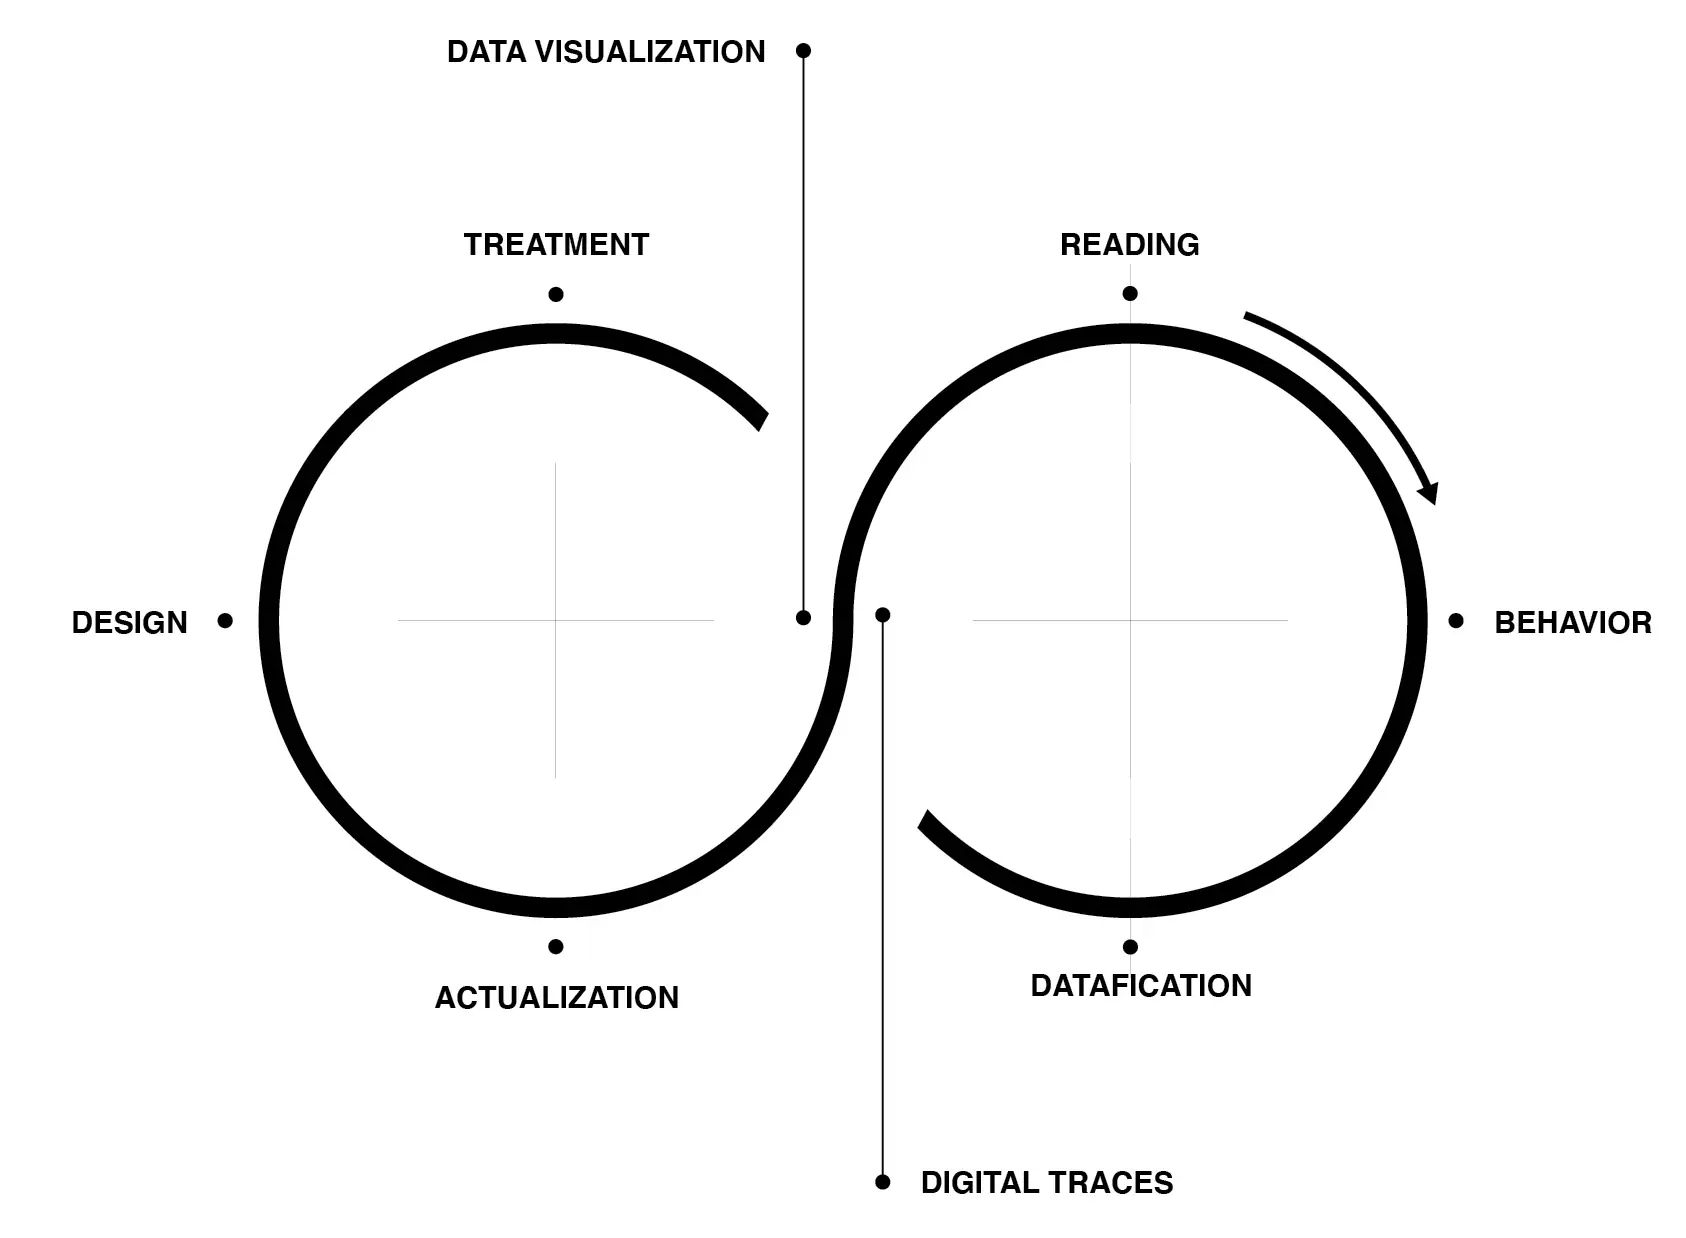 DATA VISUALIZATION
TREATMENT
READING
DESIGN
BEHAVIOR
ACTUALIZATION
DATAFICATION
DIGITAL TRACES